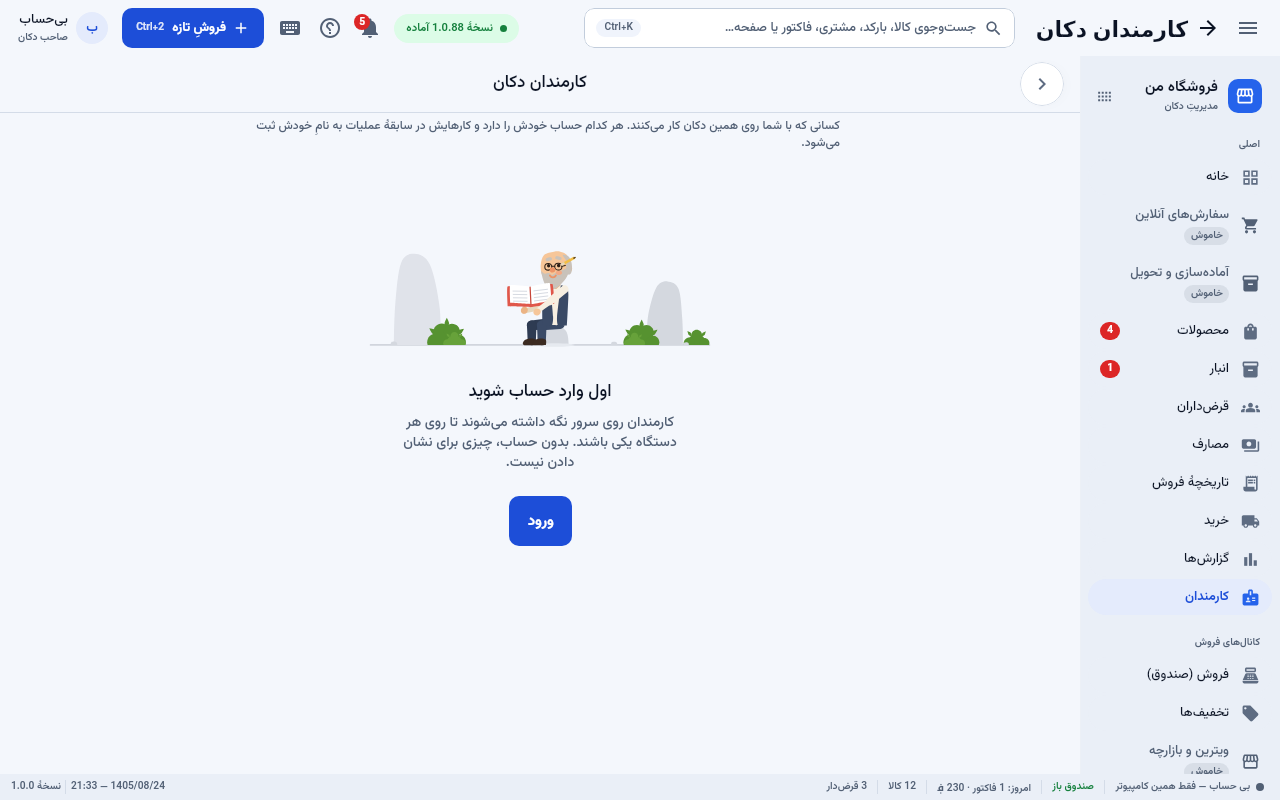 کارمندان دکان
جست‌وجوی کالا، بارکد، مشتری، فاکتور یا صفحه…
Ctrl+K
نسخهٔ 1.0.88 آماده
5
فروش تازه
Ctrl+2
ب
بی‌حساب
صاحب دکان
فروشگاه من
مدیریت دکان
اصلی
خانه
سفارش‌های آنلاین
خاموش
آماده‌سازی و تحویل
خاموش
محصولات
4
انبار
1
قرض‌داران
مصارف
تاریخچهٔ فروش
خرید
گزارش‌ها
کارمندان
کانال‌های فروش
فروش (صندوق)
تخفیف‌ها
ویترین و بازارچه
خاموش
کارمندان دکان
کسانی که با شما روی همین دکان کار می‌کنند. هر کدام حساب خودش را دارد و کارهایش در سابقهٔ عملیات به نامِ خودش ثبت
می‌شود.
اول وارد حساب شوید
کارمندان روی سرور نگه داشته می‌شوند تا روی هر
دستگاه یکی باشند. بدون حساب، چیزی برای نشان
دادن نیست.
ورود
بی حساب — فقط همین کامپیوتر
صندوق باز
امروز: 1 فاکتور · 230 ؋
12 کالا
3 قرض‌دار
1405/08/24 — 21:33
نسخهٔ 1.0.0